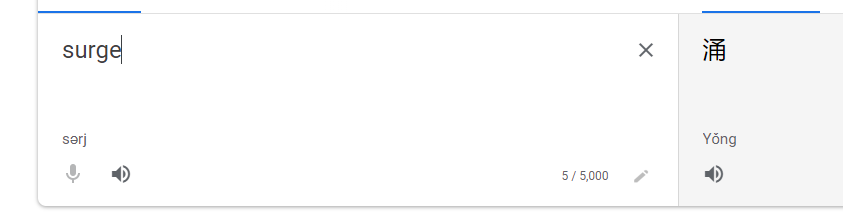 surge
涌
sərj
Yǒng
5 / 5,000